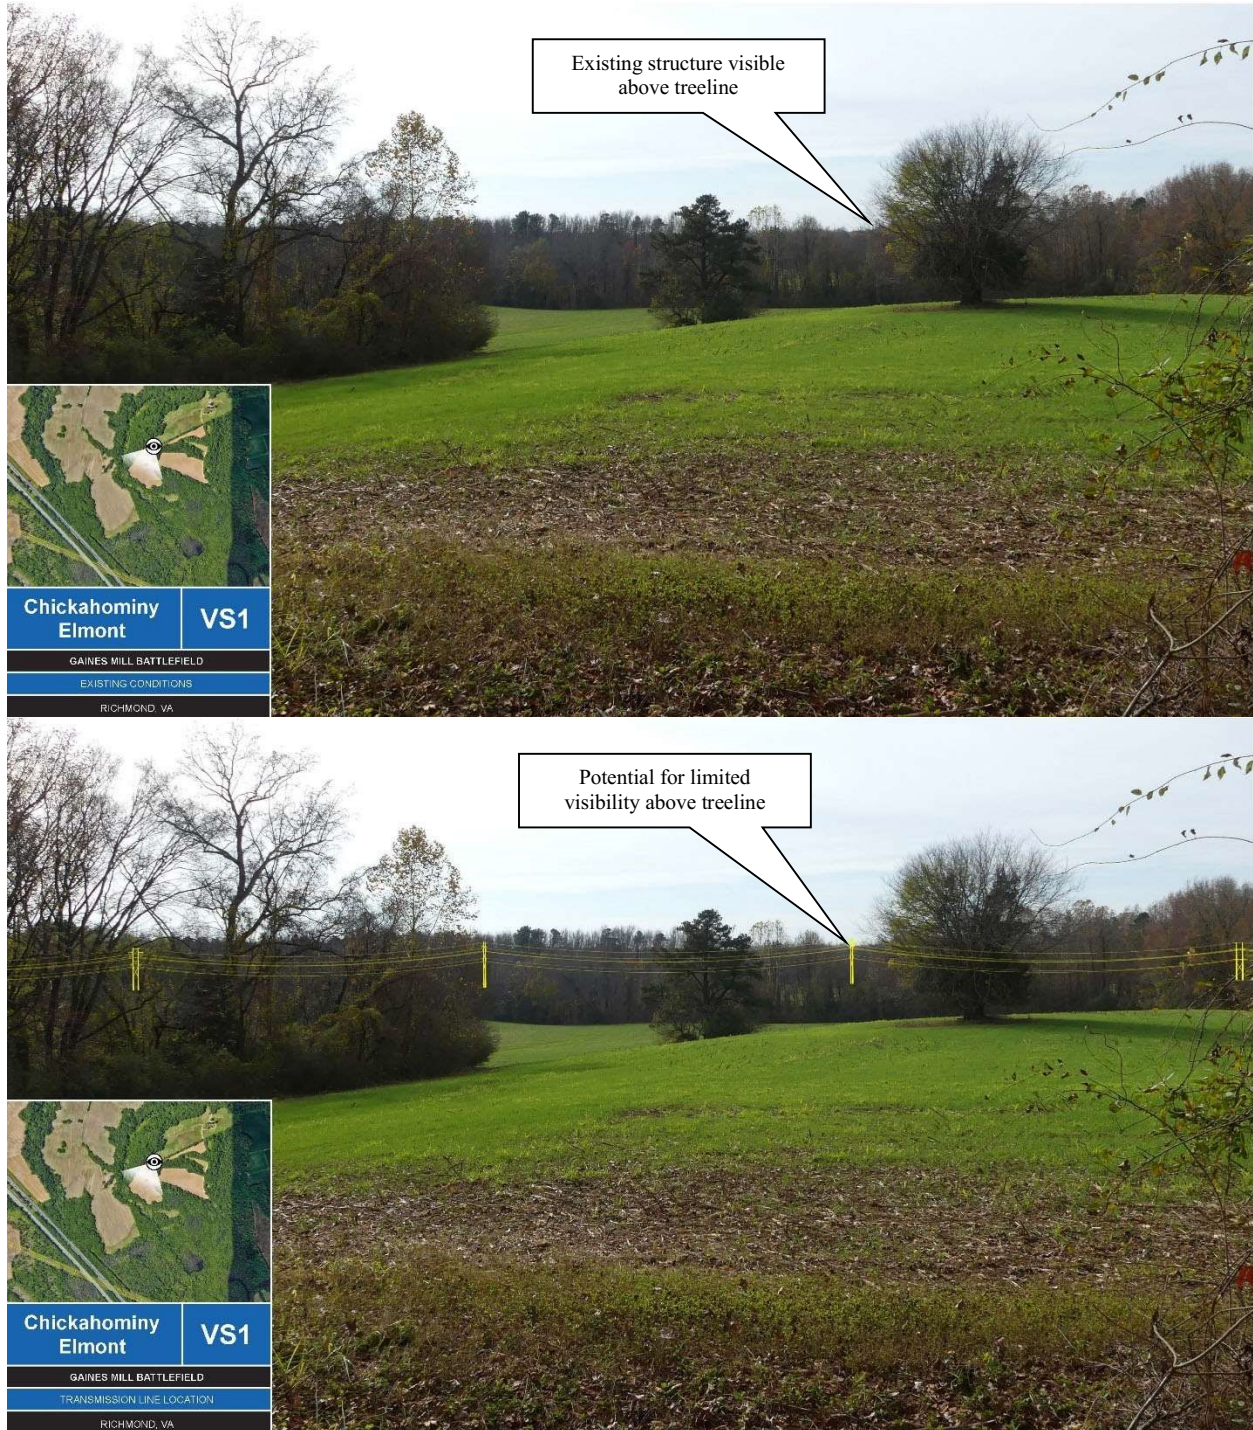 Existing structure visible
above treeline
Chickahominy
Elmont
VS1
GAINES MILL BATTLEFIELD
EXISTING CONDITIONS
RICHMOND, VA
Potential for limited
visibility above treeline
Chickahominy
Elmont
VS1
GAINES MILL BATTLEFIELD
TRANSMISSION LINE LOCATION
RICHMOND, VA